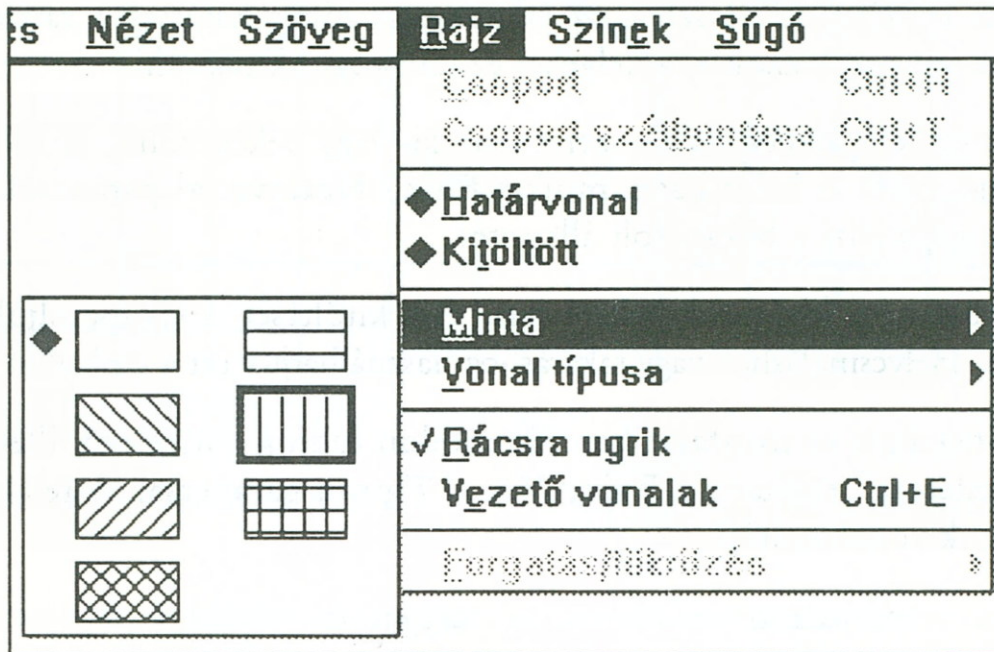 es Nézet Szöveg Rajz Színek Súgó
Csoport Ctrl+R
Csoport szétbontása Ctrl+T
Határvonal
Kitöltött
Minta
Vonal típusa
Rácsra ugrik
Vezető vonalak Ctrl+E
Forgatás/tükrözés